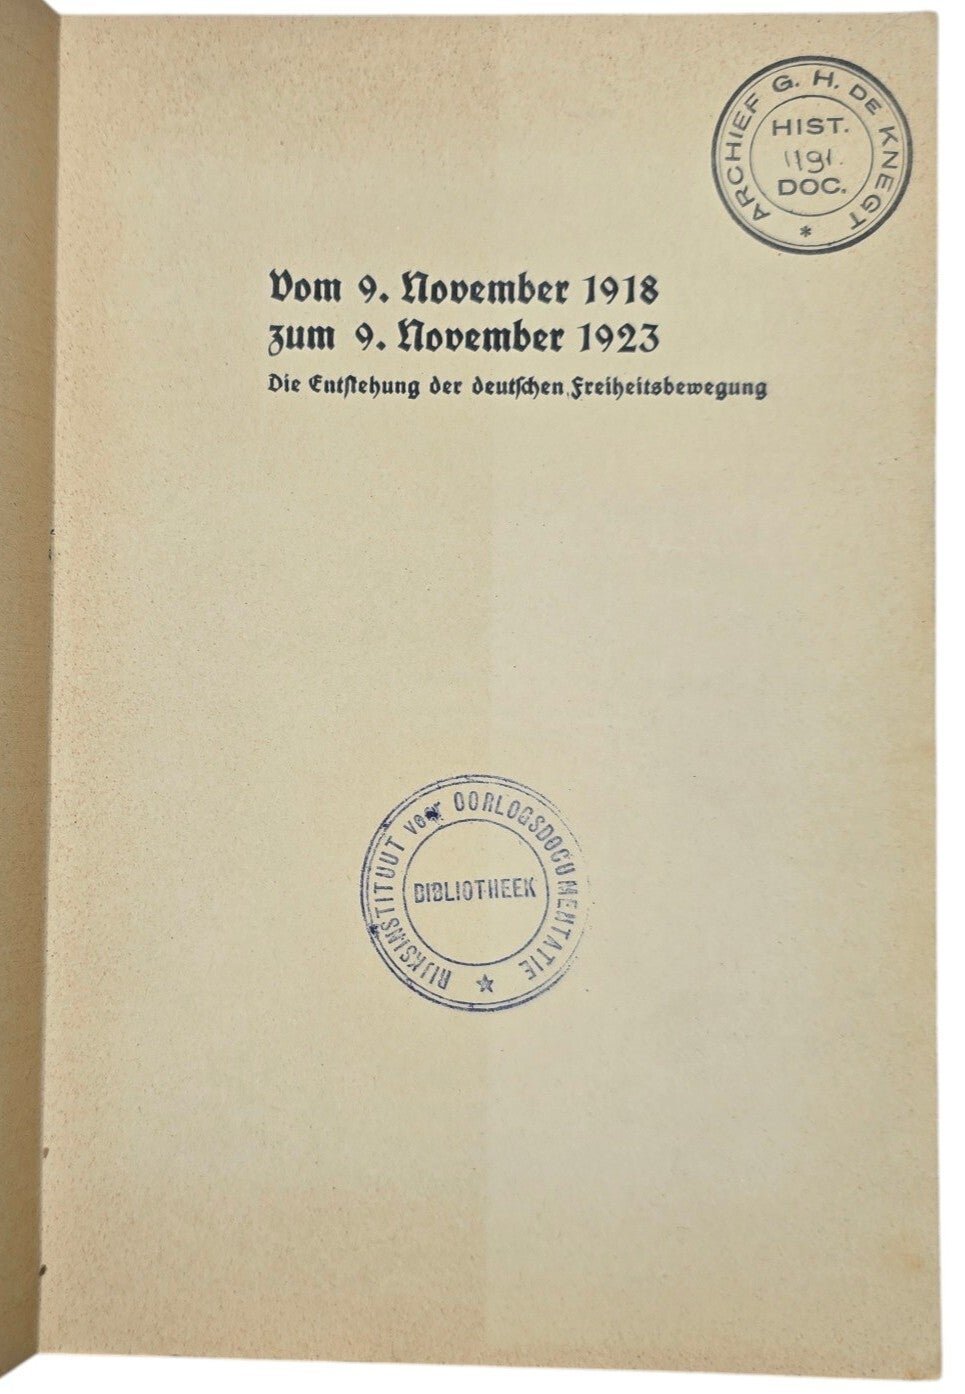 ARCHIEF G. H. DE KNEGT
HIST.
1191.
DOC.
*
Vom 9. November 1918
zum 9. November 1923
Die Entſtehung der deutſchen Freiheitsbewegung
RIJKSINSTITUUT voor OORLOGSDOCUMENTATIE
BIBLIOTHEEK